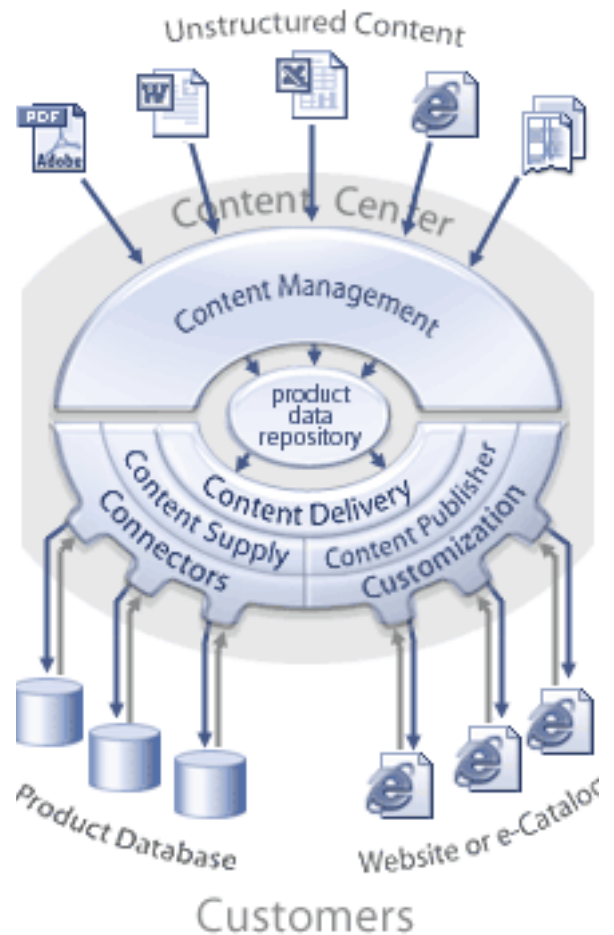 Unstructured Content
PDF
Adobe
W
X
e
Content Center
Content Management
product
data
repository
Content Delivery
Content Supply
Content Publisher
Connectors
Customization
e
e
e
Product Database
Website or e-Catalog
Customers